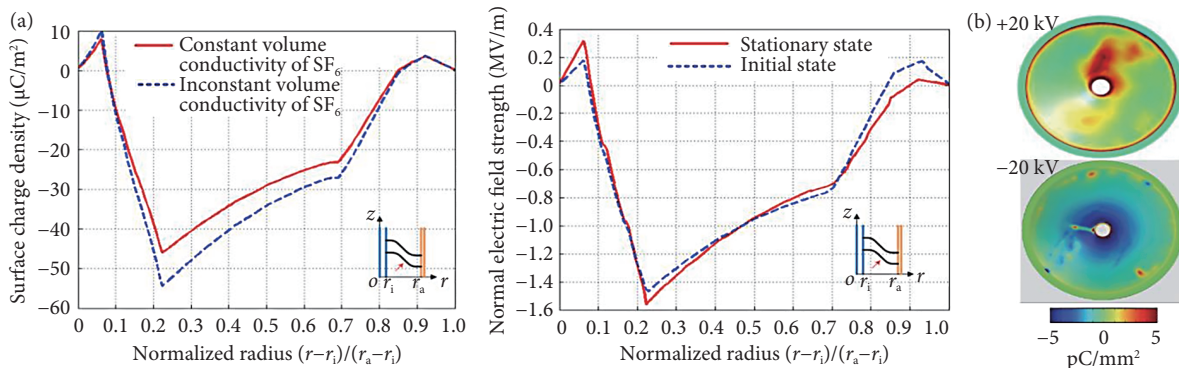 (a)
10
0
−10
−20
−30
−40
−50
−60
Surface charge density (μC/m²)
Constant volume
conductivity of SF₆
Inconstant volume
conductivity of SF₆
z
o rᵢ rₐ r
0 0.1 0.2 0.3 0.4 0.5 0.6 0.7 0.8 0.9 1.0
Normalized radius (r−rᵢ)/(rₐ−rᵢ)
0.4
0.2
0
−0.2
−0.4
−0.6
−0.8
−1.0
−1.2
−1.4
−1.6
Normal electric field strength (MV/m)
Stationary state
Initial state
z
o rᵢ rₐ r
0 0.1 0.2 0.3 0.4 0.5 0.6 0.7 0.8 0.9 1.0
Normalized radius (r−rᵢ)/(rₐ−rᵢ)
(b)
+20 kV
−20 kV
−5 0 5
pC/mm²